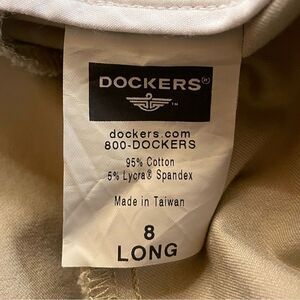 DOCKERS®
™
dockers.com
800-DOCKERS
95% Cotton
5% Lycra® Spandex
Made in Taiwan
8
LONG